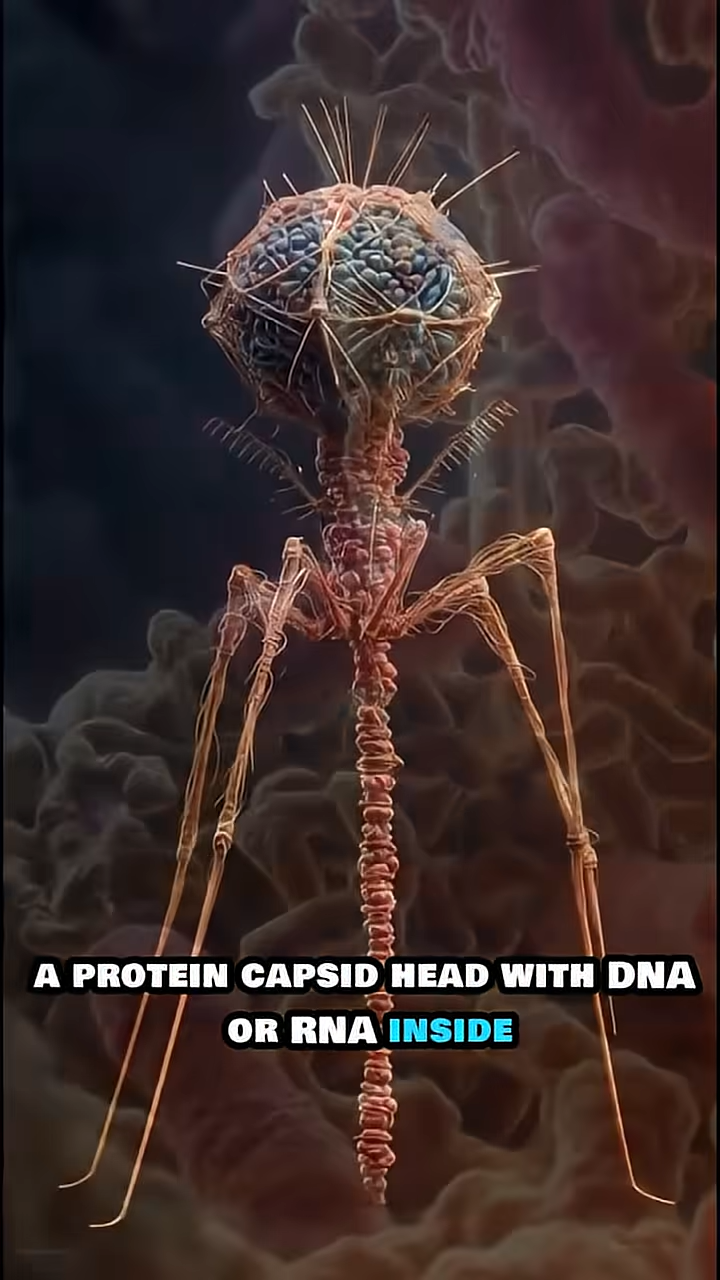 A PROTEIN CAPSID HEAD WITH DNA
OR RNA INSIDE